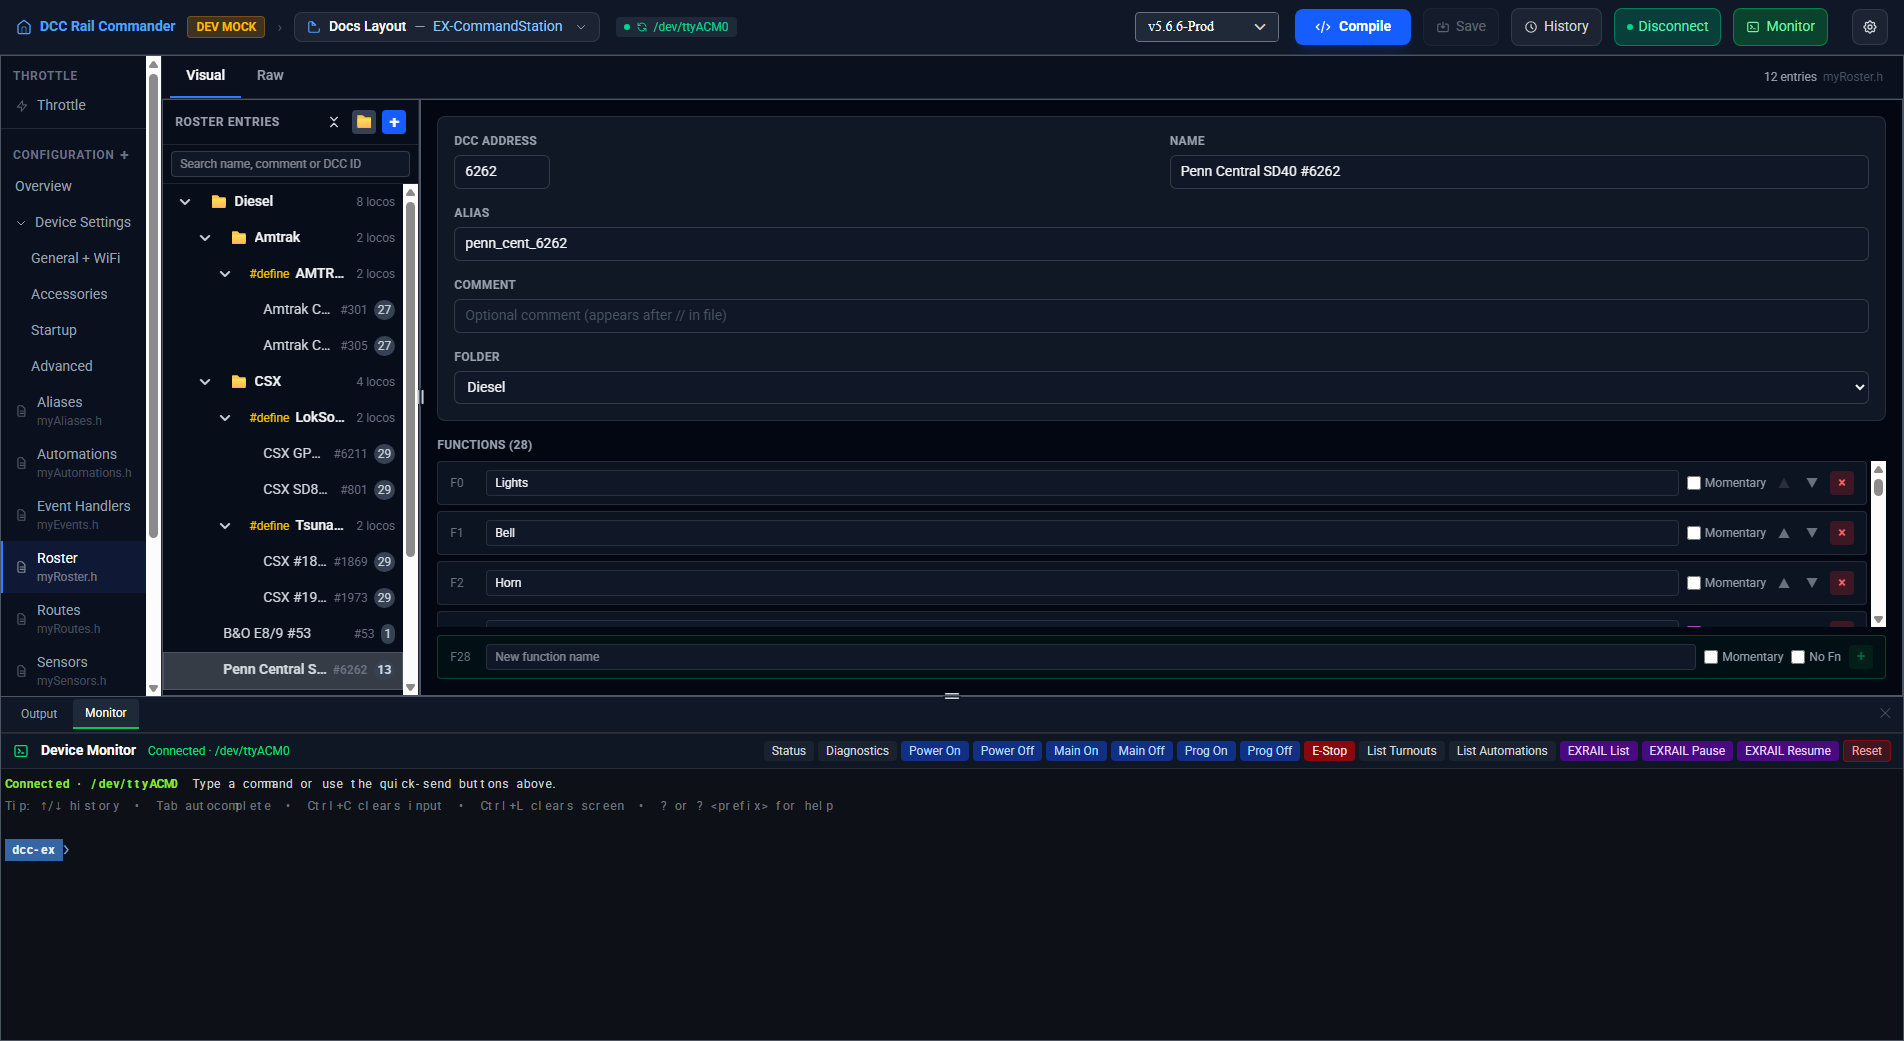 DCC Rail Commander
DEV MOCK
Docs Layout — EX-CommandStation
/dev/ttyACM0
v5.6.6-Prod
Compile
Save
History
Disconnect
Monitor
THROTTLE
Throttle
CONFIGURATION +
Overview
Device Settings
General + WiFi
Accessories
Startup
Advanced
Aliases
myAliases.h
Automations
myAutomations.h
Event Handlers
myEvents.h
Roster
myRoster.h
Routes
myRoutes.h
Sensors
mySensors.h
Visual
Raw
12 entries myRoster.h
ROSTER ENTRIES
Search name, comment or DCC ID
Diesel 8 locos
Amtrak 2 locos
#define AMTR... 2 locos
Amtrak C... #301 27
Amtrak C... #305 27
CSX 4 locos
#define LokSo... 2 locos
CSX GP... #6211 29
CSX SD8... #801 29
#define Tsuna... 2 locos
CSX #18... #1869 29
CSX #19... #1973 29
B&O E8/9 #53 #53 1
Penn Central S... #6262 13
DCC ADDRESS
6262
NAME
Penn Central SD40 #6262
ALIAS
penn_cent_6262
COMMENT
Optional comment (appears after // in file)
FOLDER
Diesel
FUNCTIONS (28)
F0 Lights Momentary
F1 Bell Momentary
F2 Horn Momentary
F28 New function name Momentary No Fn +
Output
Monitor
Device Monitor Connected · /dev/ttyACM0
Status
Diagnostics
Power On
Power Off
Main On
Main Off
Prog On
Prog Off
E-Stop
List Turnouts
List Automations
EXRAIL List
EXRAIL Pause
EXRAIL Resume
Reset
Connected · /dev/ttyACM0 Type a command or use the quick-send buttons above.
Tip: ↑/↓ history • Tab autocomplete • Ctrl+C clears input • Ctrl+L clears screen • ? or ? <prefix> for help
dcc-ex